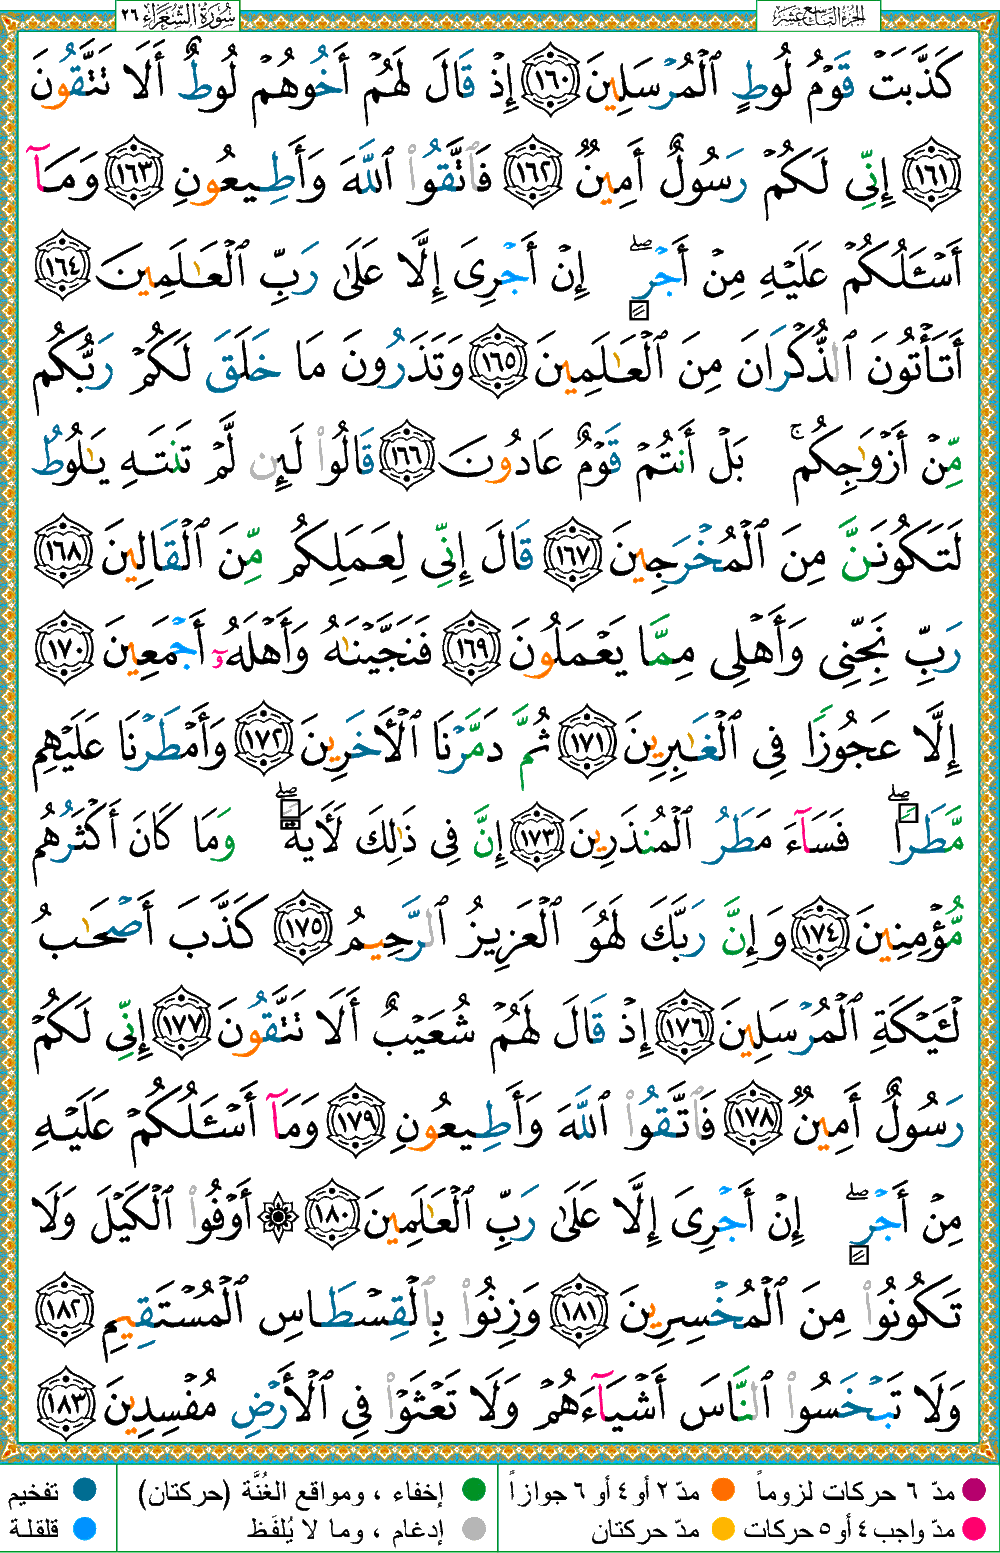 سُورَةُ الشُّعَرَاءِ ٢٦
الجزء التاسع عشر
كَذَّبَتْ قَوْمُ لُوطٍ ٱلْمُرْسَلِينَ ١٦٠ إِذْ قَالَ لَهُمْ أَخُوهُمْ لُوطٌ أَلَا تَتَّقُونَ
١٦١ إِنِّى لَكُمْ رَسُولٌ أَمِينٌ ١٦٢ فَٱتَّقُوا۟ ٱللَّهَ وَأَطِيعُونِ ١٦٣ وَمَآ
أَسْـَٔلُكُمْ عَلَيْهِ مِنْ أَجْرٍ ۖ إِنْ أَجْرِىَ إِلَّا عَلَىٰ رَبِّ ٱلْعَـٰلَمِينَ ١٦٤
أَتَأْتُونَ ٱلذُّكْرَانَ مِنَ ٱلْعَـٰلَمِينَ ١٦٥ وَتَذَرُونَ مَا خَلَقَ لَكُمْ رَبُّكُم
مِّنْ أَزْوَٰجِكُم ۚ بَلْ أَنتُمْ قَوْمٌ عَادُونَ ١٦٦ قَالُوا۟ لَئِن لَّمْ تَنتَهِ يَـٰلُوطُ
لَتَكُونَنَّ مِنَ ٱلْمُخْرَجِينَ ١٦٧ قَالَ إِنِّى لِعَمَلِكُم مِّنَ ٱلْقَالِينَ ١٦٨
رَبِّ نَجِّنِى وَأَهْلِى مِمَّا يَعْمَلُونَ ١٦٩ فَنَجَّيْنَـٰهُ وَأَهْلَهُۥٓ أَجْمَعِينَ ١٧٠
إِلَّا عَجُوزًا فِى ٱلْغَـٰبِرِينَ ١٧١ ثُمَّ دَمَّرْنَا ٱلْـَٔاخَرِينَ ١٧٢ وَأَمْطَرْنَا عَلَيْهِم
مَّطَرًا ۖ فَسَآءَ مَطَرُ ٱلْمُنذَرِينَ ١٧٣ إِنَّ فِى ذَٰلِكَ لَـَٔايَةً ۖ وَمَا كَانَ أَكْثَرُهُم
مُّؤْمِنِينَ ١٧٤ وَإِنَّ رَبَّكَ لَهُوَ ٱلْعَزِيزُ ٱلرَّحِيمُ ١٧٥ كَذَّبَ أَصْحَـٰبُ
لْـَٔيْكَةِ ٱلْمُرْسَلِينَ ١٧٦ إِذْ قَالَ لَهُمْ شُعَيْبٌ أَلَا تَتَّقُونَ ١٧٧ إِنِّى لَكُمْ
رَسُولٌ أَمِينٌ ١٧٨ فَٱتَّقُوا۟ ٱللَّهَ وَأَطِيعُونِ ١٧٩ وَمَآ أَسْـَٔلُكُمْ عَلَيْهِ
مِنْ أَجْرٍ ۖ إِنْ أَجْرِىَ إِلَّا عَلَىٰ رَبِّ ٱلْعَـٰلَمِينَ ١٨٠ ۞ أَوْفُوا۟ ٱلْكَيْلَ وَلَا
تَكُونُوا۟ مِنَ ٱلْمُخْسِرِينَ ١٨١ وَزِنُوا۟ بِٱلْقِسْطَاسِ ٱلْمُسْتَقِيمِ ١٨٢
وَلَا تَبْخَسُوا۟ ٱلنَّاسَ أَشْيَآءَهُمْ وَلَا تَعْثَوْا۟ فِى ٱلْأَرْضِ مُفْسِدِينَ ١٨٣
مدّ ٦ حركات لزوماً مدّ ٢ أو ٤ أو ٦ جوازاً إخفاء ، ومواقع الغُنَّة (حركتان) تفخيم
مدّ واجب ٤ أو ٥ حركات مدّ حركتان إدغام ، وما لا يُلفَظ قلقلة